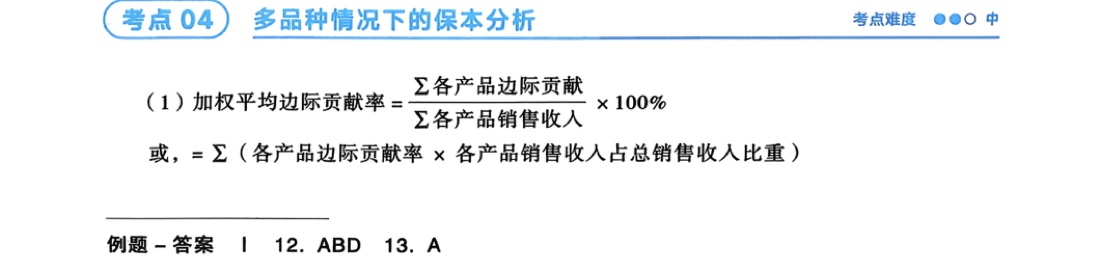 考点 04 多品种情况下的保本分析 考点难度 中
（1）加权平均边际贡献率 = Σ各产品边际贡献 / Σ各产品销售收入 × 100%
或，= Σ（各产品边际贡献率 × 各产品销售收入占总销售收入比重）
例题 – 答案 | 12. ABD 13. A